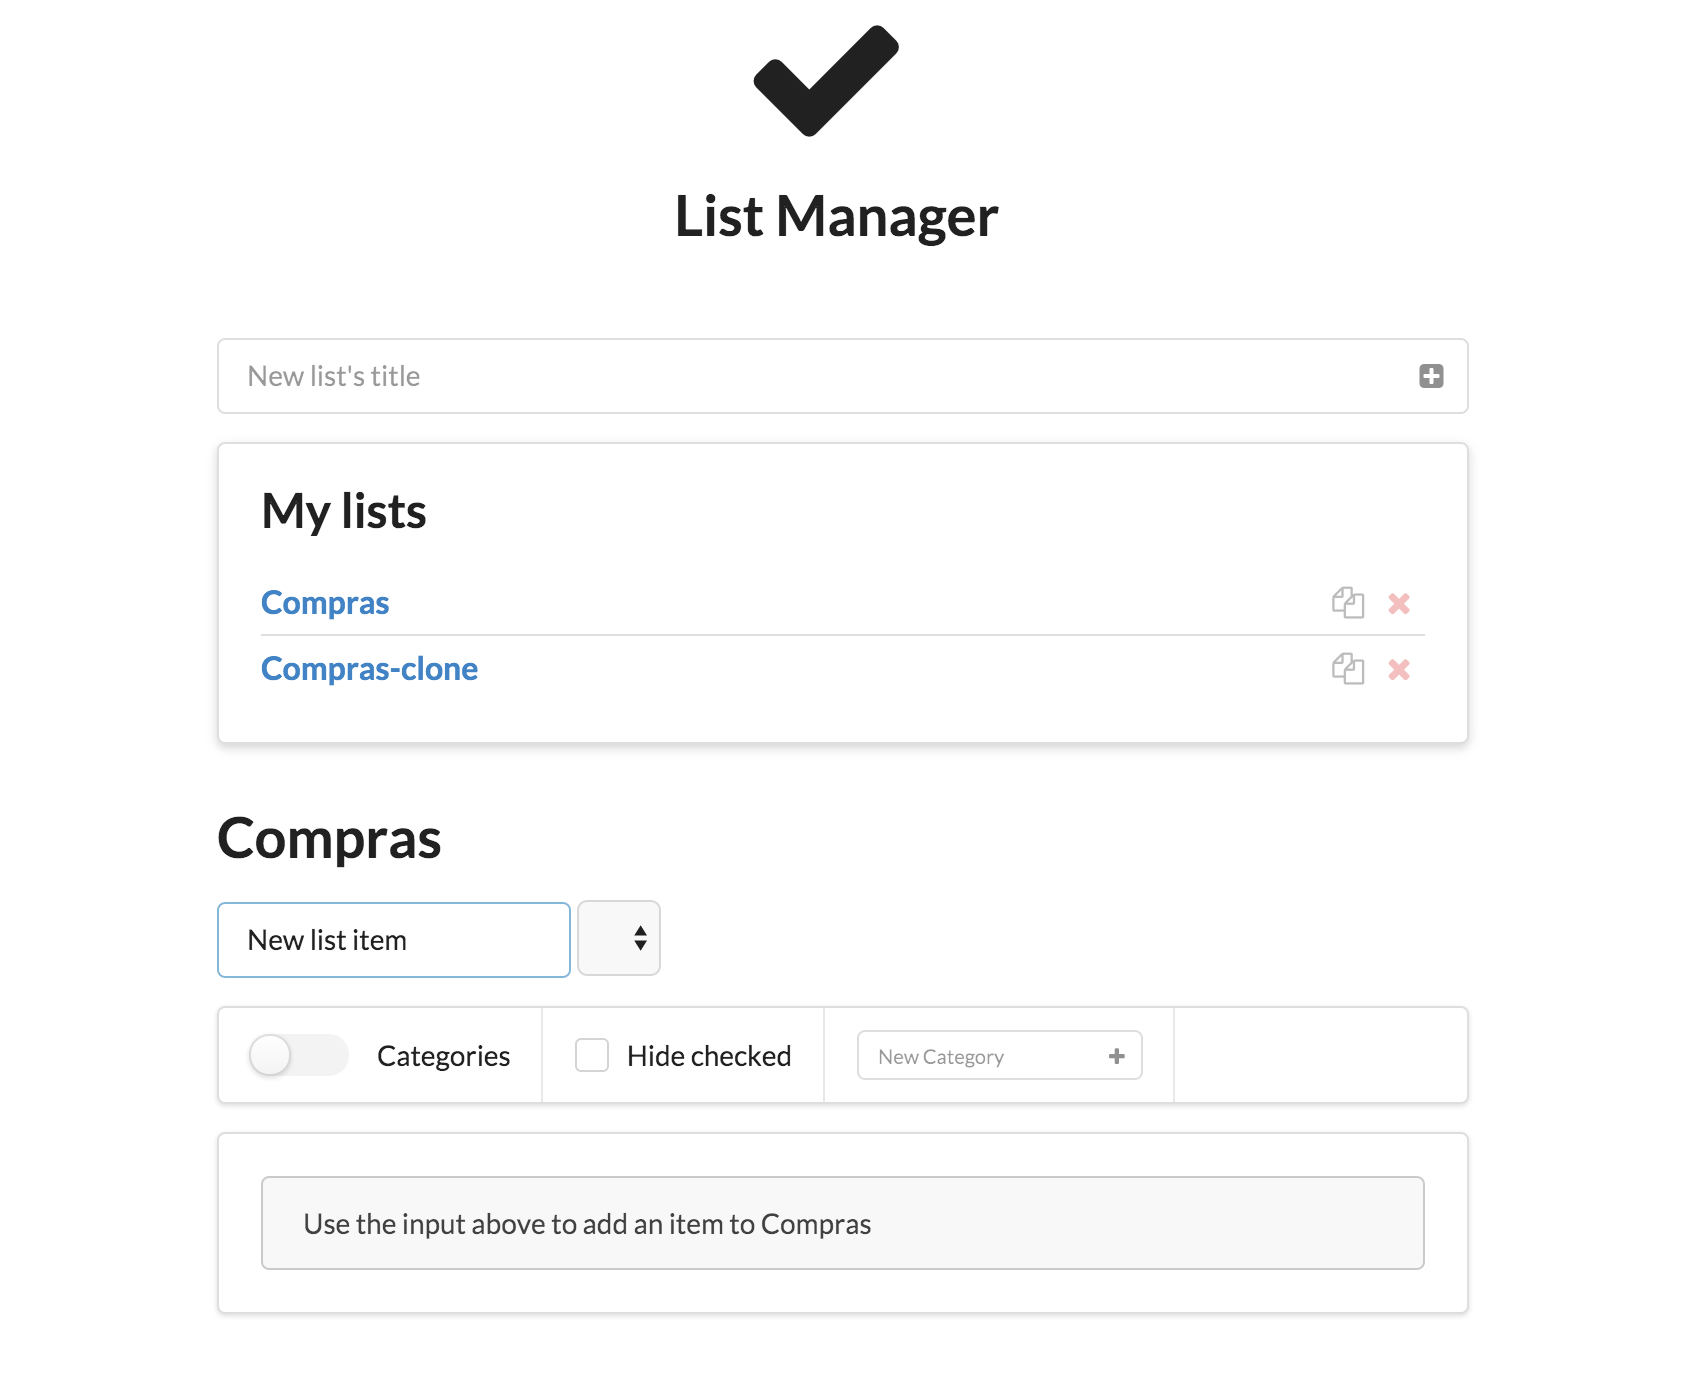 List Manager
New list's title
My lists
Compras
Compras-clone
Compras
New list item
Categories
Hide checked
New Category
Use the input above to add an item to Compras